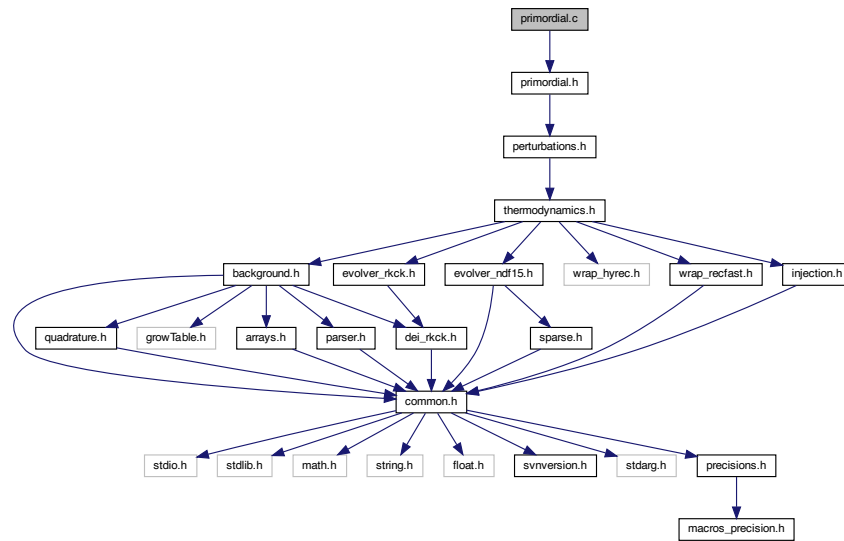 primordial.c
primordial.h
perturbations.h
thermodynamics.h
background.h evolver_rkck.h evolver_ndf15.h wrap_hyrec.h wrap_recfast.h injection.h
quadrature.h growTable.h arrays.h parser.h dei_rkck.h sparse.h
common.h
stdio.h stdlib.h math.h string.h float.h svnversion.h stdarg.h precisions.h
macros_precision.h